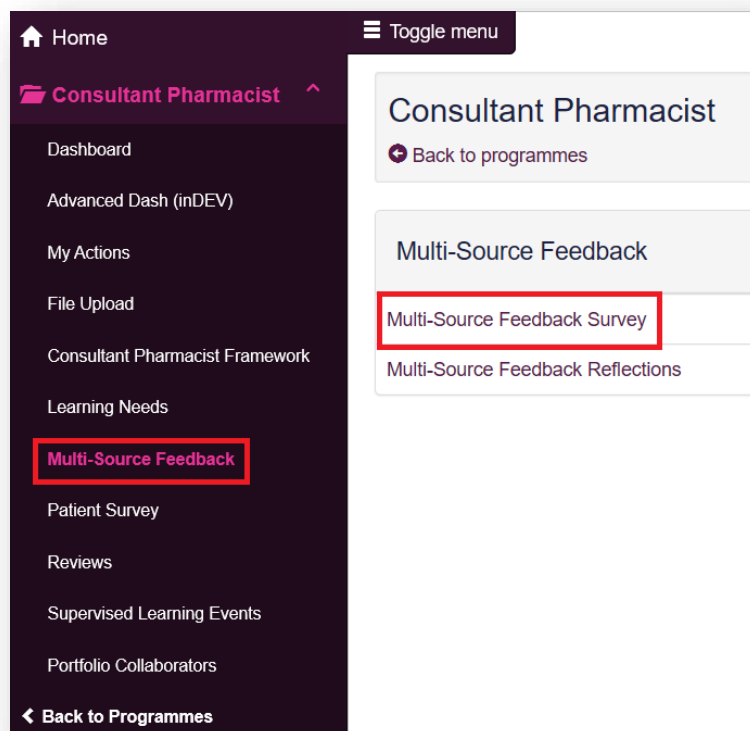 Home
Consultant Pharmacist
Dashboard
Advanced Dash (inDEV)
My Actions
File Upload
Consultant Pharmacist Framework
Learning Needs
Multi-Source Feedback
Patient Survey
Reviews
Supervised Learning Events
Portfolio Collaborators
Back to Programmes
Toggle menu
Consultant Pharmacist
Back to programmes
Multi-Source Feedback
Multi-Source Feedback Survey
Multi-Source Feedback Reflections